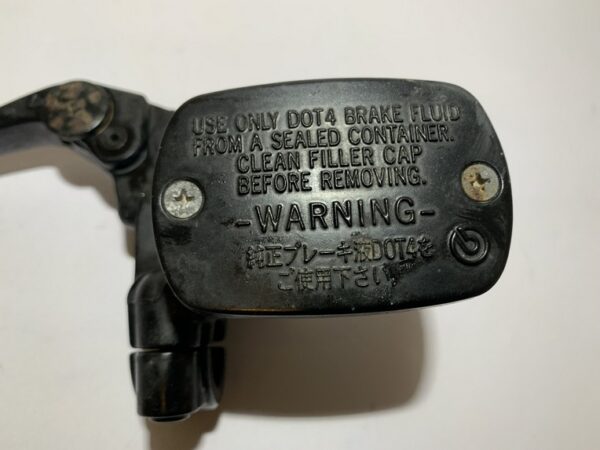 USE ONLY DOT4 BRAKE FLUID
FROM A SEALED CONTAINER.
CLEAN FILLER CAP
BEFORE REMOVING.
-WARNING-
純正ブレーキ液DOT4を
ご使用下さい